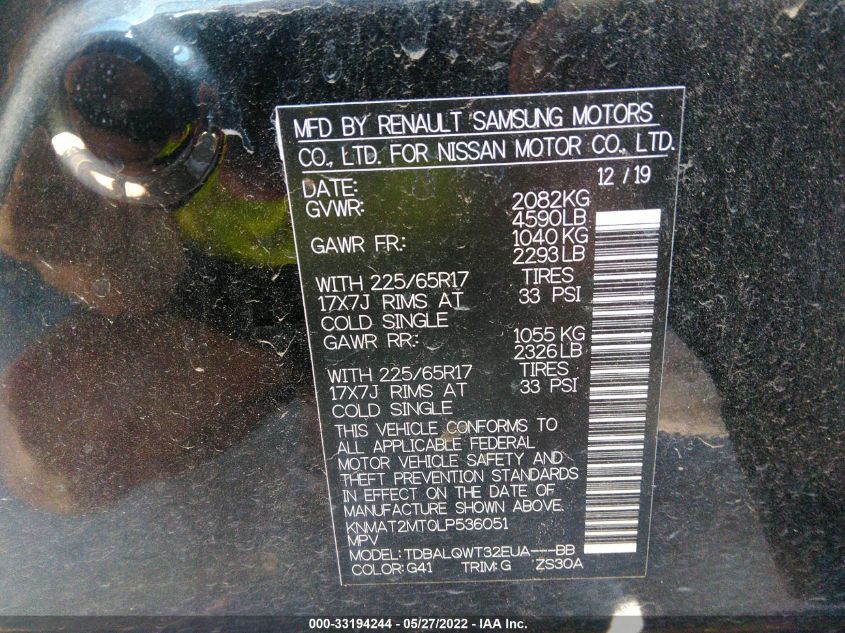 MFD BY RENAULT SAMSUNG MOTORS
CO., LTD. FOR NISSAN MOTOR CO., LTD.
DATE: 12 / 19
GVWR: 2082KG
4590LB
GAWR FR: 1040 KG
2293 LB
WITH 225/65R17 TIRES
17X7J RIMS AT 33 PSI
COLD SINGLE
GAWR RR: 1055 KG
2326 LB
WITH 225/65R17 TIRES
17X7J RIMS AT 33 PSI
COLD SINGLE
THIS VEHICLE CONFORMS TO
ALL APPLICABLE FEDERAL
MOTOR VEHICLE SAFETY AND
THEFT PREVENTION STANDARDS
IN EFFECT ON THE DATE OF
MANUFACTURE SHOWN ABOVE.
KNMAT2MT0LP536051
MPV
MODEL: TDBALQWT32EUA---BB
COLOR: G41 TRIM: G ZS30A
000-33194244 - 05/27/2022 - IAA Inc.